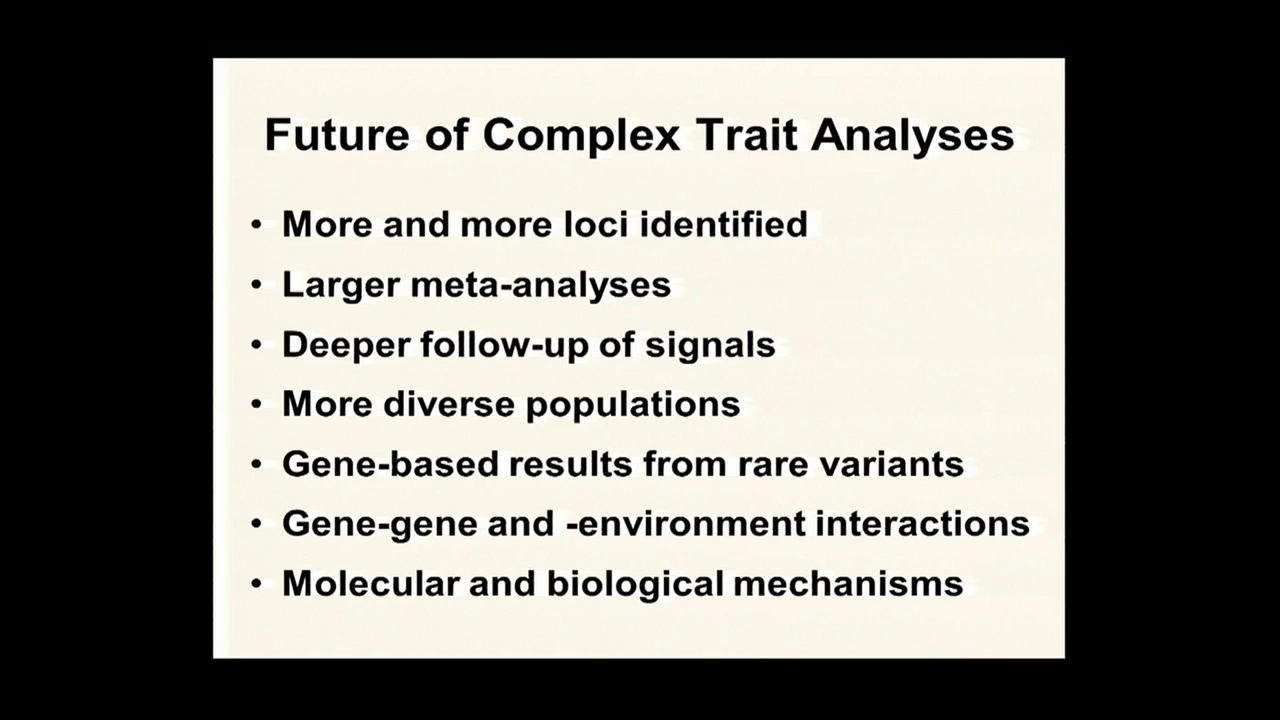 Future of Complex Trait Analyses
• More and more loci identified
• Larger meta-analyses
• Deeper follow-up of signals
• More diverse populations
• Gene-based results from rare variants
• Gene-gene and -environment interactions
• Molecular and biological mechanisms